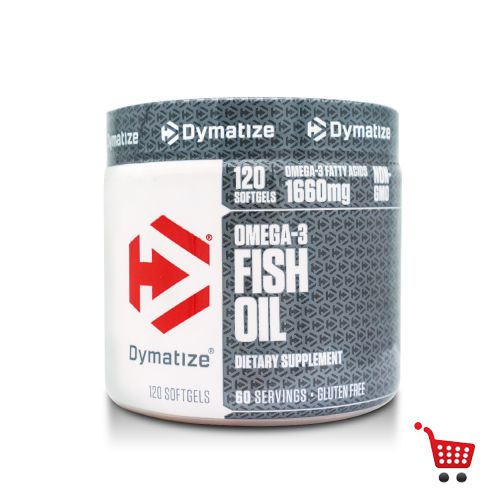 Dymatize Dymatize
120 SOFTGELS
OMEGA-3 FATTY ACIDS
1660mg
NON-GMO
OMEGA-3
FISH
OIL
DIETARY SUPPLEMENT
60 SERVINGS • GLUTEN FREE
®
Dymatize®
120 SOFTGELS